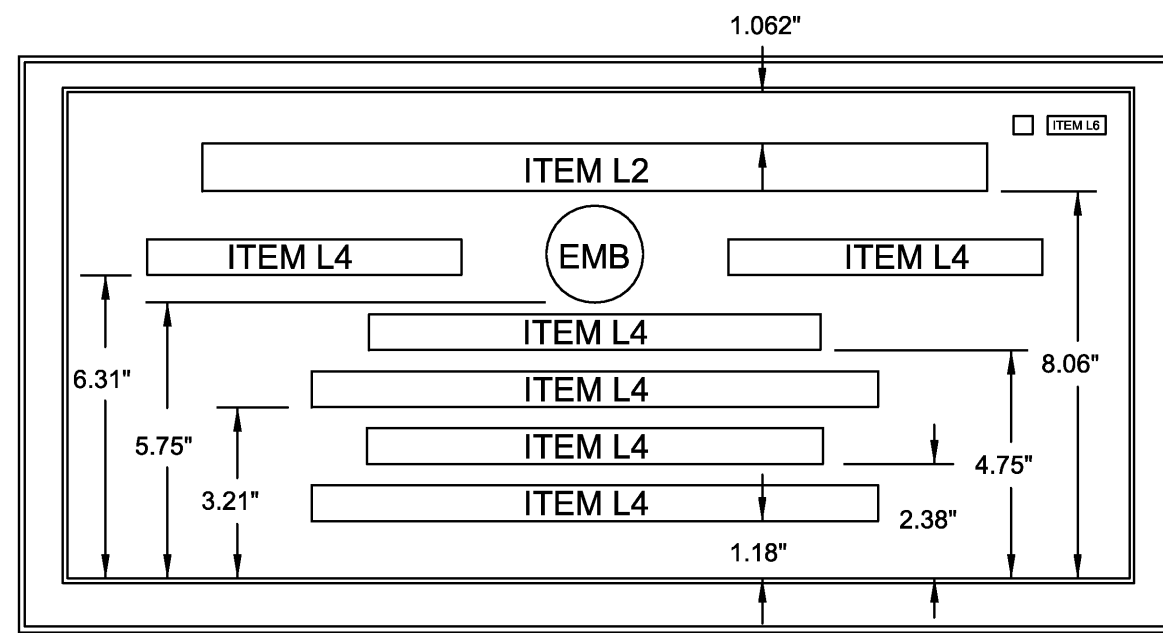 1.062"
ITEM L6
ITEM L2
ITEM L4
EMB
ITEM L4
ITEM L4
8.06"
6.31"
ITEM L4
5.75"
ITEM L4
4.75"
3.21"
ITEM L4
2.38"
1.18"